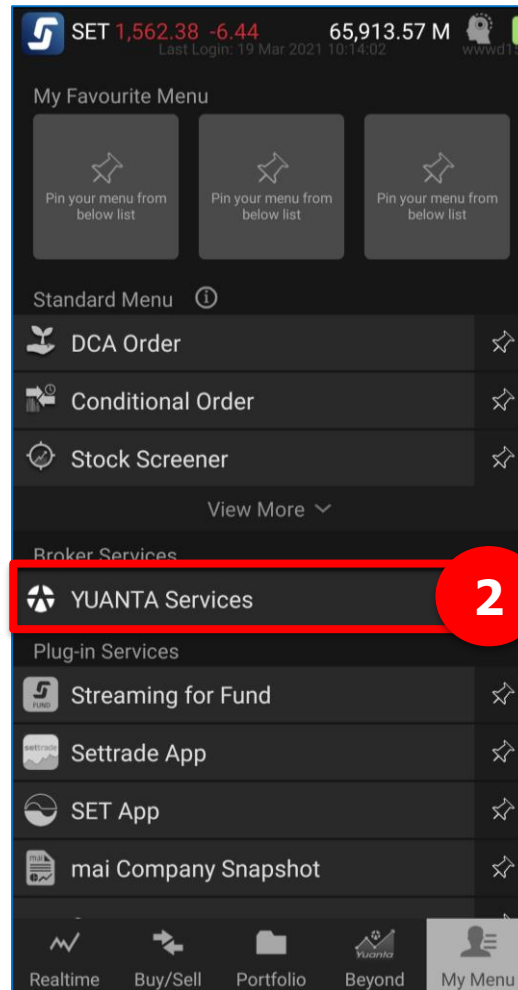 SET 1,562.38 -6.44 65,913.57 M
Last Login: 19 Mar 2021 10:14:02 wwwd15
My Favourite Menu
Pin your menu from below list
Pin your menu from below list
Pin your menu from below list
Standard Menu
DCA Order
Conditional Order
Stock Screener
View More
Broker Services
YUANTA Services 2
Plug-in Services
FUND Streaming for Fund
settrade Settrade App
SET App
mai mai Company Snapshot
Yuanta
Realtime Buy/Sell Portfolio Beyond My Menu